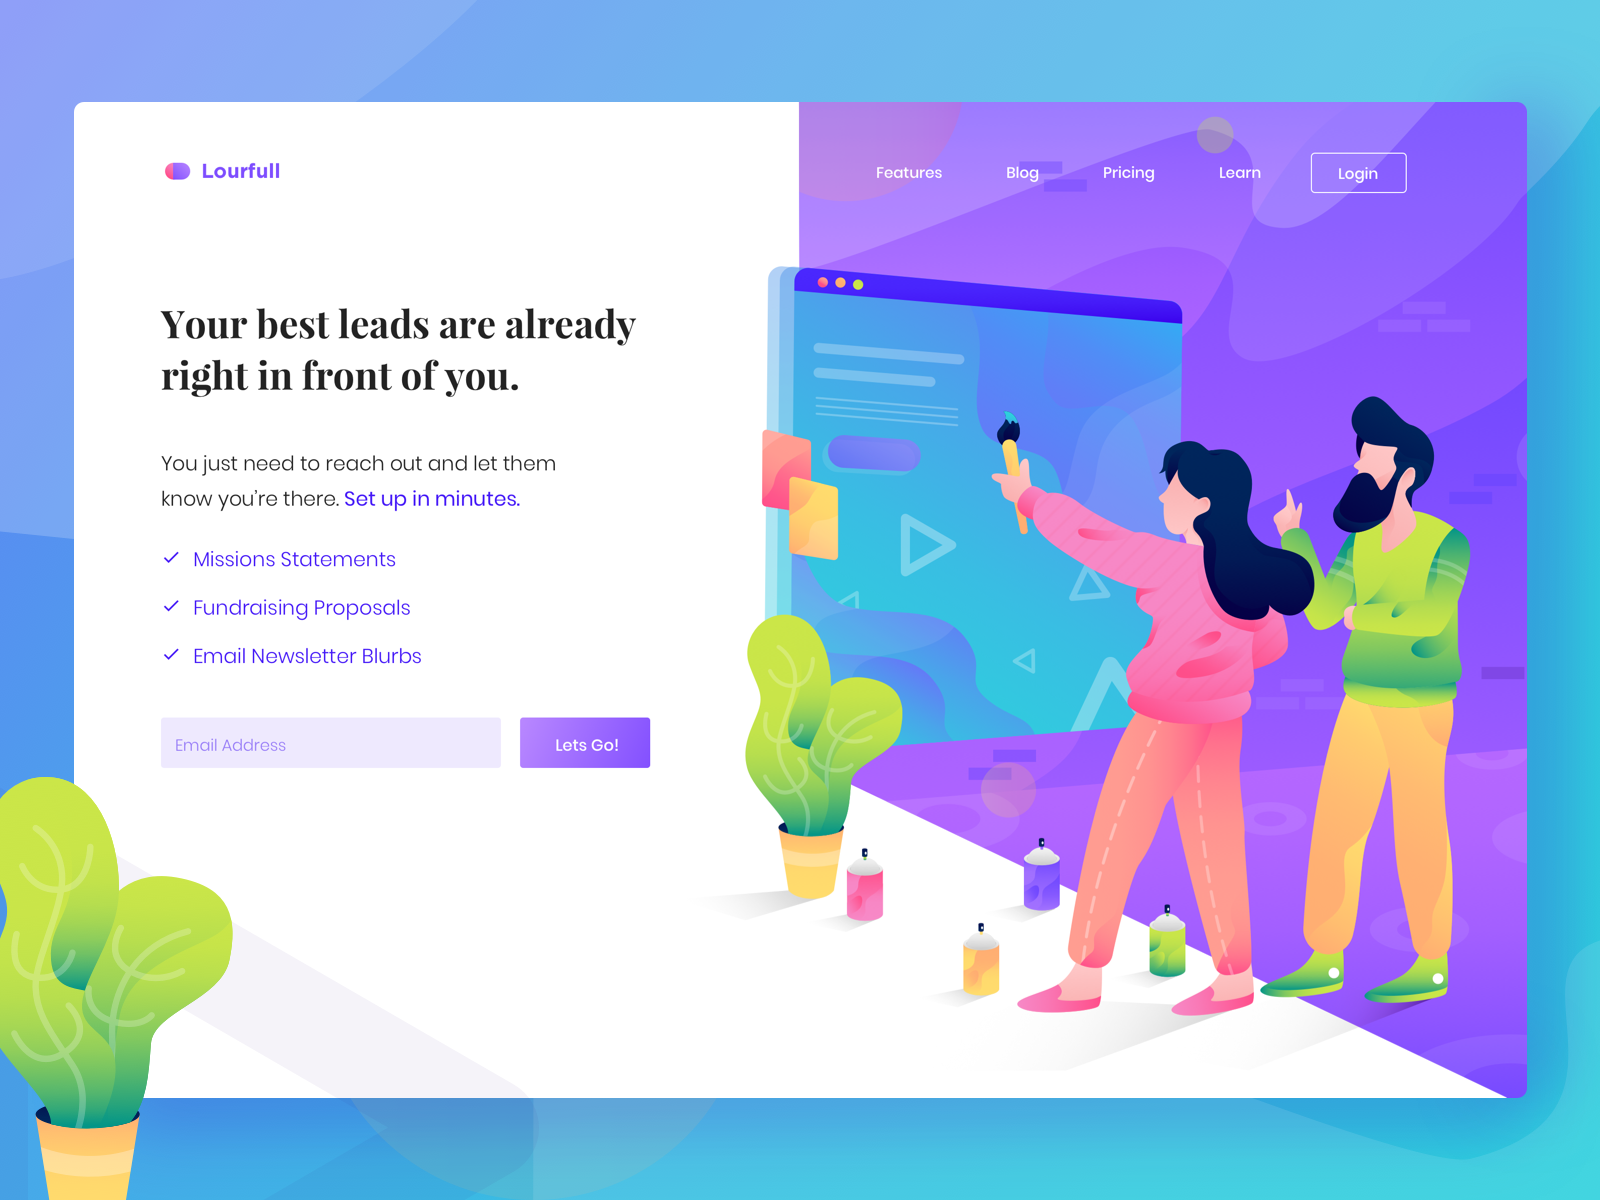 Lourfull
Features
Blog
Pricing
Learn
Login
Your best leads are already
right in front of you.
You just need to reach out and let them
know you're there. Set up in minutes.
Missions Statements
Fundraising Proposals
Email Newsletter Blurbs
Email Address
Lets Go!